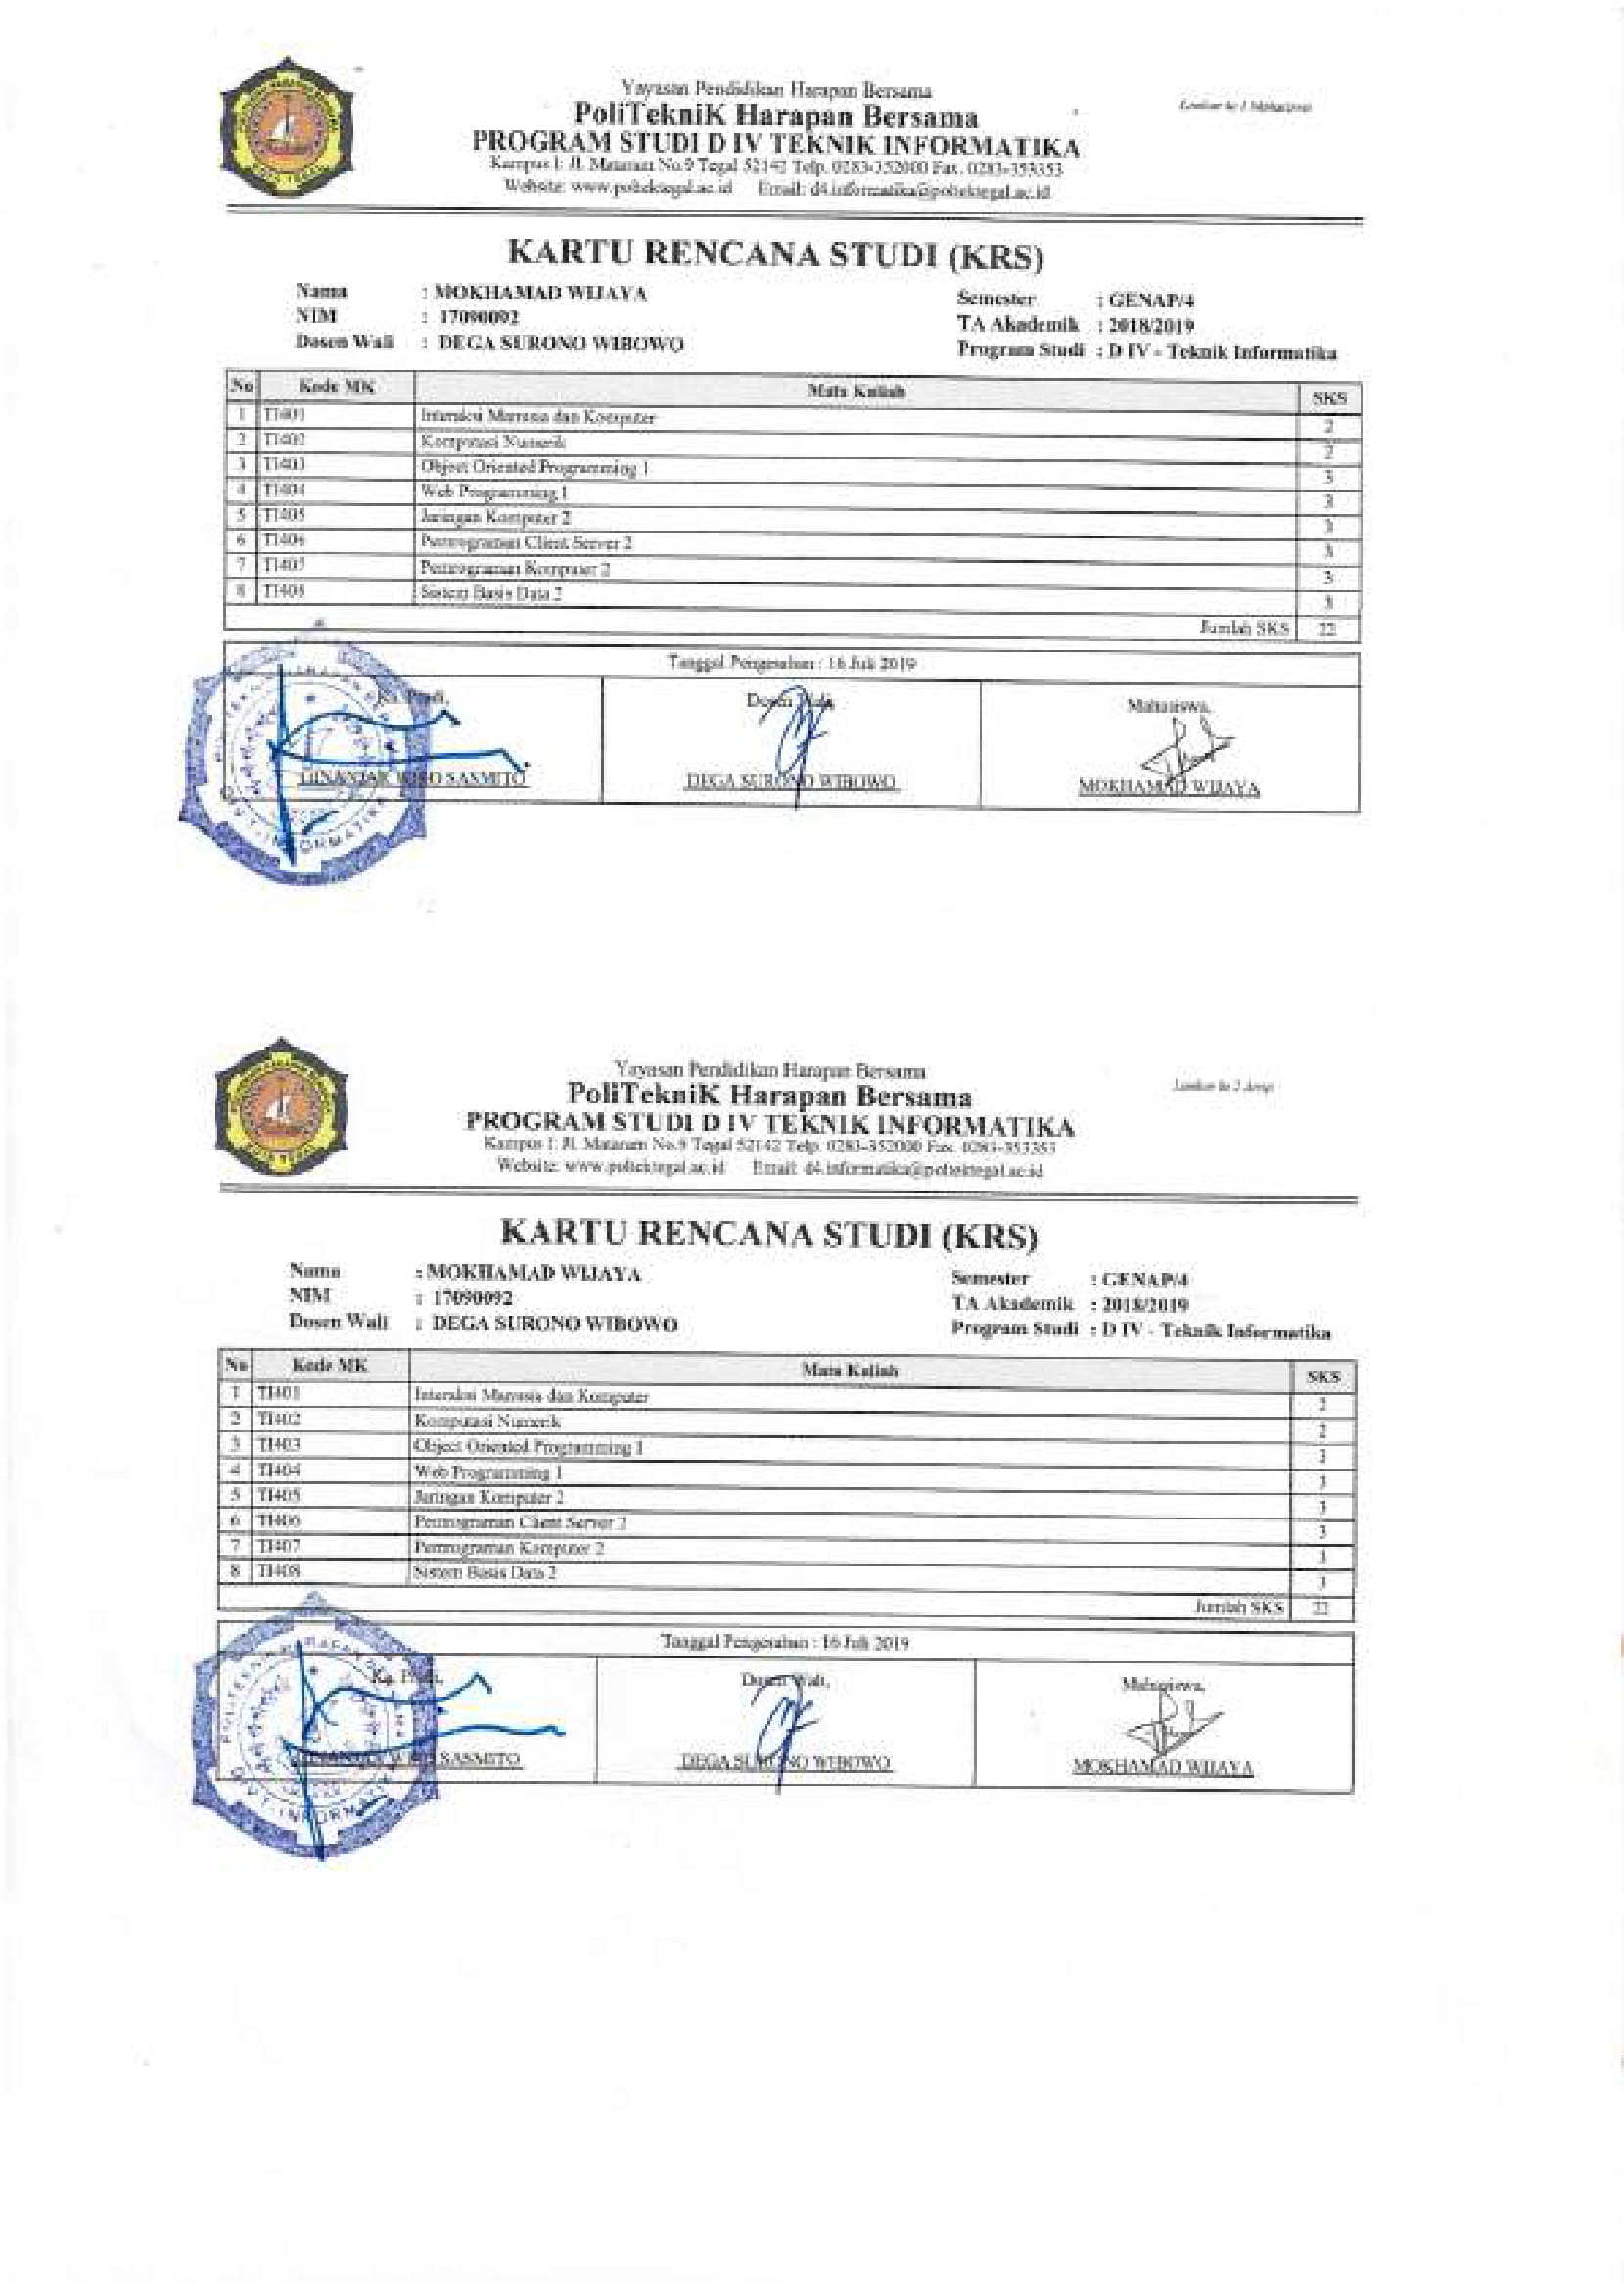 Yayasan Pendidikan Harapan Bersama
Lembar ke 1 Mahasiswa
PoliTekniK Harapan Bersama
PROGRAM STUDI D IV TEKNIK INFORMATIKA
Kampus I: Jl. Mataram No.9 Tegal 52142 Telp. 0283-352000 Fax. 0283-353353
Website: www.poltektegal.ac.id Email: d4.informatika@poltektegal.ac.id
KARTU RENCANA STUDI (KRS)
Nama : MOKHAMAD WIJAYA Semester : GENAP/4
NIM : 17090092 TA Akademik : 2018/2019
Dosen Wali : DEGA SURONO WIBOWO Program Studi : D IV - Teknik Informatika
No Kode MK Mata Kuliah SKS
1 TI401 Interaksi Manusia dan Komputer 2
2 TI402 Komputasi Numerik 2
3 TI403 Object Oriented Programming 1 3
4 TI404 Web Programming 1 3
5 TI405 Jaringan Komputer 2 3
6 TI406 Pemrograman Client Server 2 3
7 TI407 Pemrograman Komputer 2 3
8 TI408 Sistem Basis Data 2 3
Jumlah SKS 22
Tanggal Pengesahan : 16 Juli 2019
Ka. Prodi, Dosen Wali, Mahasiswa,
SASMITO DEGA SURONO WIBOWO MOKHAMAD WIJAYA
Yayasan Pendidikan Harapan Bersama
Lembar ke 2 Arsip
PoliTekniK Harapan Bersama
PROGRAM STUDI D IV TEKNIK INFORMATIKA
Kampus I: Jl. Mataram No.9 Tegal 52142 Telp. 0283-352000 Fax. 0283-353353
Website: www.poltektegal.ac.id Email: d4.informatika@poltektegal.ac.id
KARTU RENCANA STUDI (KRS)
Nama : MOKHAMAD WIJAYA Semester : GENAP/4
NIM : 17090092 TA Akademik : 2018/2019
Dosen Wali : DEGA SURONO WIBOWO Program Studi : D IV - Teknik Informatika
No Kode MK Mata Kuliah SKS
1 TI401 Interaksi Manusia dan Komputer 2
2 TI402 Komputasi Numerik 2
3 TI403 Object Oriented Programming 1 3
4 TI404 Web Programming 1 3
5 TI405 Jaringan Komputer 2 3
6 TI406 Pemrograman Client Server 2 3
7 TI407 Pemrograman Komputer 2 3
8 TI408 Sistem Basis Data 2 3
Jumlah SKS 22
Tanggal Pengesahan : 16 Juli 2019
Ka. Prodi, Dosen Wali, Mahasiswa,
SASMITO DEGA SURONO WIBOWO MOKHAMAD WIJAYA